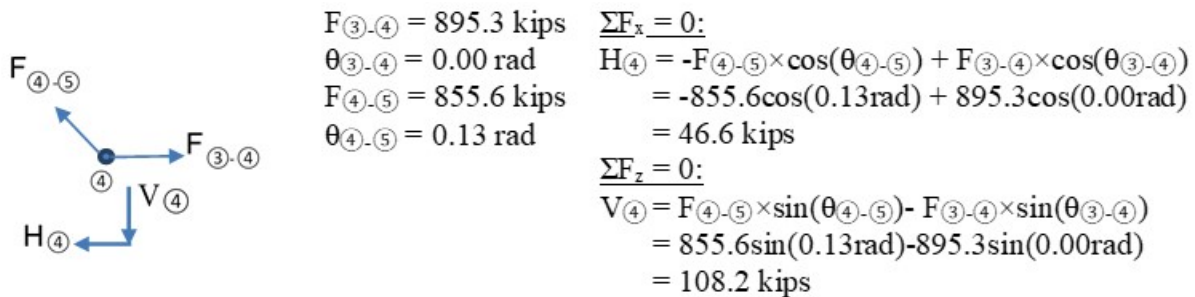 F④-⑤
F③-④
④
V④
H④
F③-④ = 895.3 kips
θ③-④ = 0.00 rad
F④-⑤ = 855.6 kips
θ④-⑤ = 0.13 rad
ΣFₓ = 0:
H④ = -F④-⑤×cos(θ④-⑤) + F③-④×cos(θ③-④)
= -855.6cos(0.13rad) + 895.3cos(0.00rad)
= 46.6 kips
ΣF_z = 0:
V④ = F④-⑤×sin(θ④-⑤)- F③-④×sin(θ③-④)
= 855.6sin(0.13rad)-895.3sin(0.00rad)
= 108.2 kips